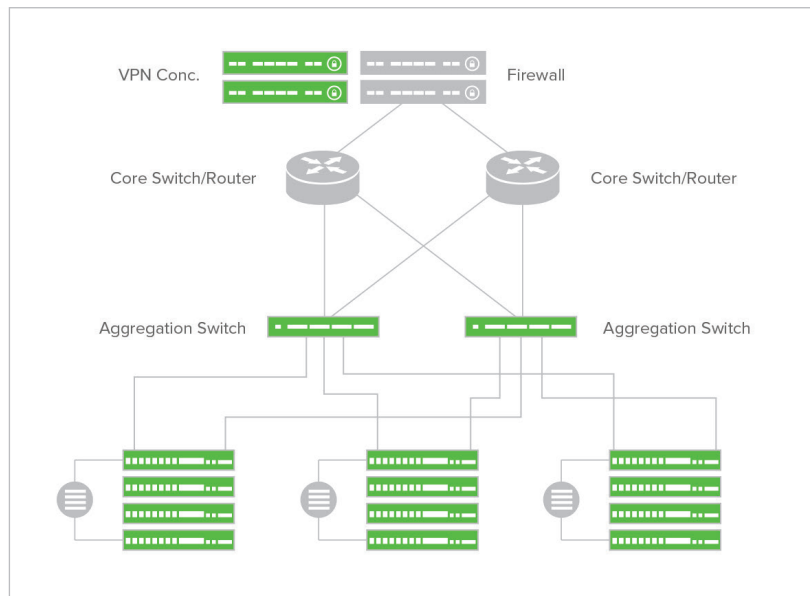 VPN Conc.
Firewall
Core Switch/Router
Core Switch/Router
Aggregation Switch
Aggregation Switch